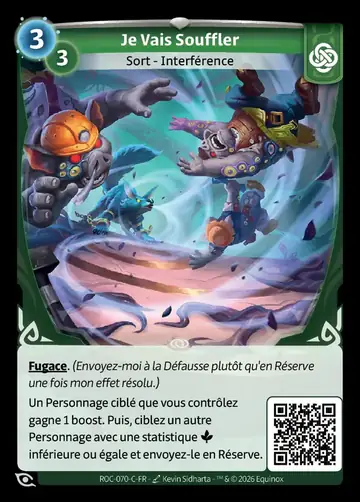 3
3
Je Vais Souffler
Sort - Interférence
Fugace. (Envoyez-moi à la Défausse plutôt qu'en Réserve
une fois mon effet résolu.)
Un Personnage ciblé que vous contrôlez
gagne 1 boost. Puis, ciblez un autre
Personnage avec une statistique
inférieure ou égale et envoyez-le en Réserve.
ROC-070-C-FR - Kevin Sidharta - ™ & © 2026 Equinox